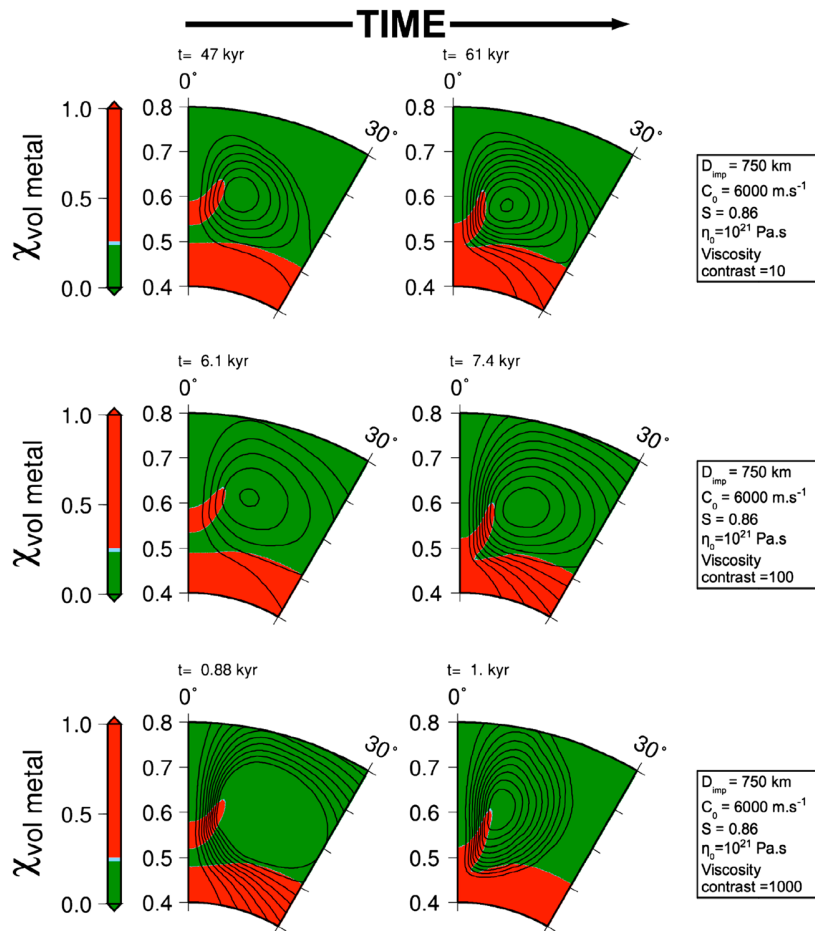 TIME
t= 47 kyr
t= 61 kyr
0°
0°
30°
30°
χvol metal
1.0
0.5
0.0
0.8
0.7
0.6
0.5
0.4
0.8
0.7
0.6
0.5
0.4
Dimp = 750 km
C0 = 6000 m.s-1
S = 0.86
η0=10²¹ Pa.s
Viscosity
contrast =10
t= 6.1 kyr
t= 7.4 kyr
0°
0°
30°
30°
χvol metal
1.0
0.5
0.0
0.8
0.7
0.6
0.5
0.4
0.8
0.7
0.6
0.5
0.4
Dimp = 750 km
C0 = 6000 m.s-1
S = 0.86
η0=10²¹ Pa.s
Viscosity
contrast =100
t= 0.88 kyr
t= 1. kyr
0°
0°
30°
30°
χvol metal
1.0
0.5
0.0
0.8
0.7
0.6
0.5
0.4
0.8
0.7
0.6
0.5
0.4
Dimp = 750 km
C0 = 6000 m.s-1
S = 0.86
η0=10²¹ Pa.s
Viscosity
contrast =1000